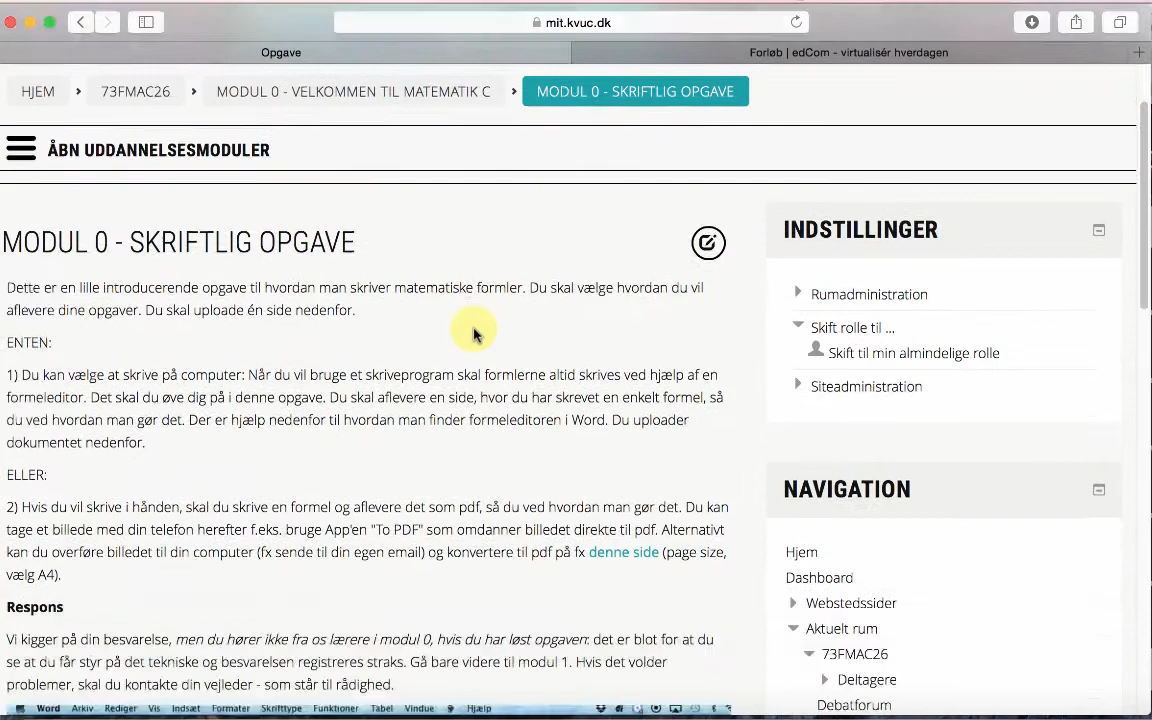 mit.kvuc.dk
Opgave
Forløb | edCom - virtualisér hverdagen
HJEM
73FMAC26
MODUL 0 - VELKOMMEN TIL MATEMATIK C
MODUL 0 - SKRIFTLIG OPGAVE
ÅBN UDDANNELSESMODULER
MODUL 0 - SKRIFTLIG OPGAVE
Dette er en lille introducerende opgave til hvordan man skriver matematiske formler. Du skal vælge hvordan du vil
aflevere dine opgaver. Du skal uploade én side nedenfor.
ENTEN:
1) Du kan vælge at skrive på computer: Når du vil bruge et skriveprogram skal formlerne altid skrives ved hjælp af en
formeleditor. Det skal du øve dig på i denne opgave. Du skal aflevere en side, hvor du har skrevet en enkelt formel, så
du ved hvordan man gør det. Der er hjælp nedenfor til hvordan man finder formeleditoren i Word. Du uploader
dokumentet nedenfor.
ELLER:
2) Hvis du vil skrive i hånden, skal du skrive en formel og aflevere det som pdf, så du ved hvordan man gør det. Du kan
tage et billede med din telefon herefter f.eks. bruge App'en "To PDF" som omdanner billedet direkte til pdf. Alternativt
kan du overføre billedet til din computer (fx sende til din egen email) og konvertere til pdf på fx denne side (page size,
vælg A4).
Respons
Vi kigger på din besvarelse, men du hører ikke fra os lærere i modul 0, hvis du har løst opgaven: det er blot for at du
se at du får styr på det tekniske og besvarelsen registreres straks. Gå bare videre til modul 1. Hvis det volder
problemer, skal du kontakte din vejleder - som står til rådighed.
Word Arkiv Rediger Vis Indsæt Formater Skrifttype Funktioner Tabel Vindue Hjælp
INDSTILLINGER
Rumadministration
Skift rolle til ...
Skift til min almindelige rolle
Siteadministration
NAVIGATION
Hjem
Dashboard
Webstedssider
Aktuelt rum
73FMAC26
Deltagere
Debatforum